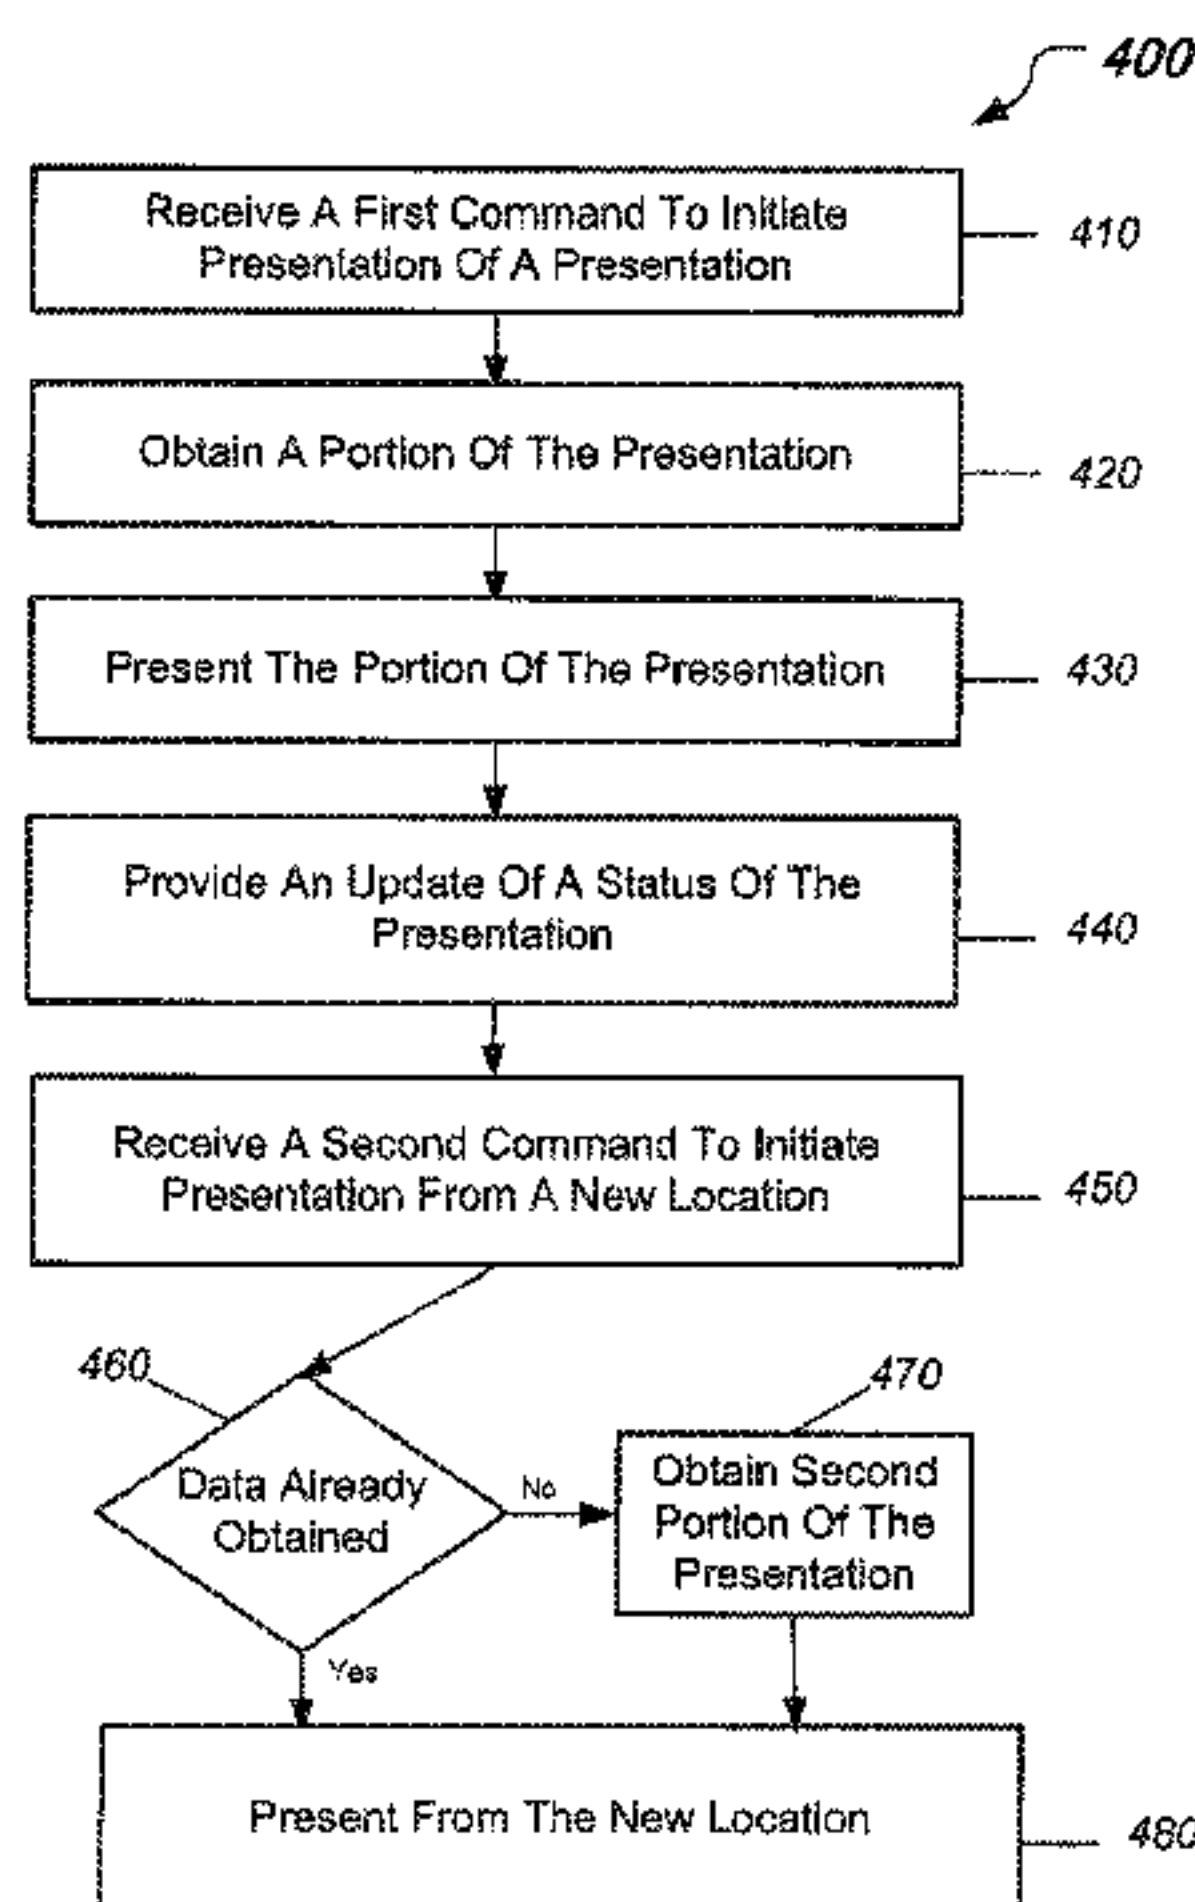 400
Receive A First Command To Initiate
Presentation Of A Presentation
410
Obtain A Portion Of The Presentation
420
Present The Portion Of The Presentation
430
Provide An Update Of A Status Of The
Presentation
440
Receive A Second Command To Initiate
Presentation From A New Location
450
460
470
Data Already
Obtained
No
Obtain Second
Portion Of The
Presentation
Yes
Present From The New Location
480